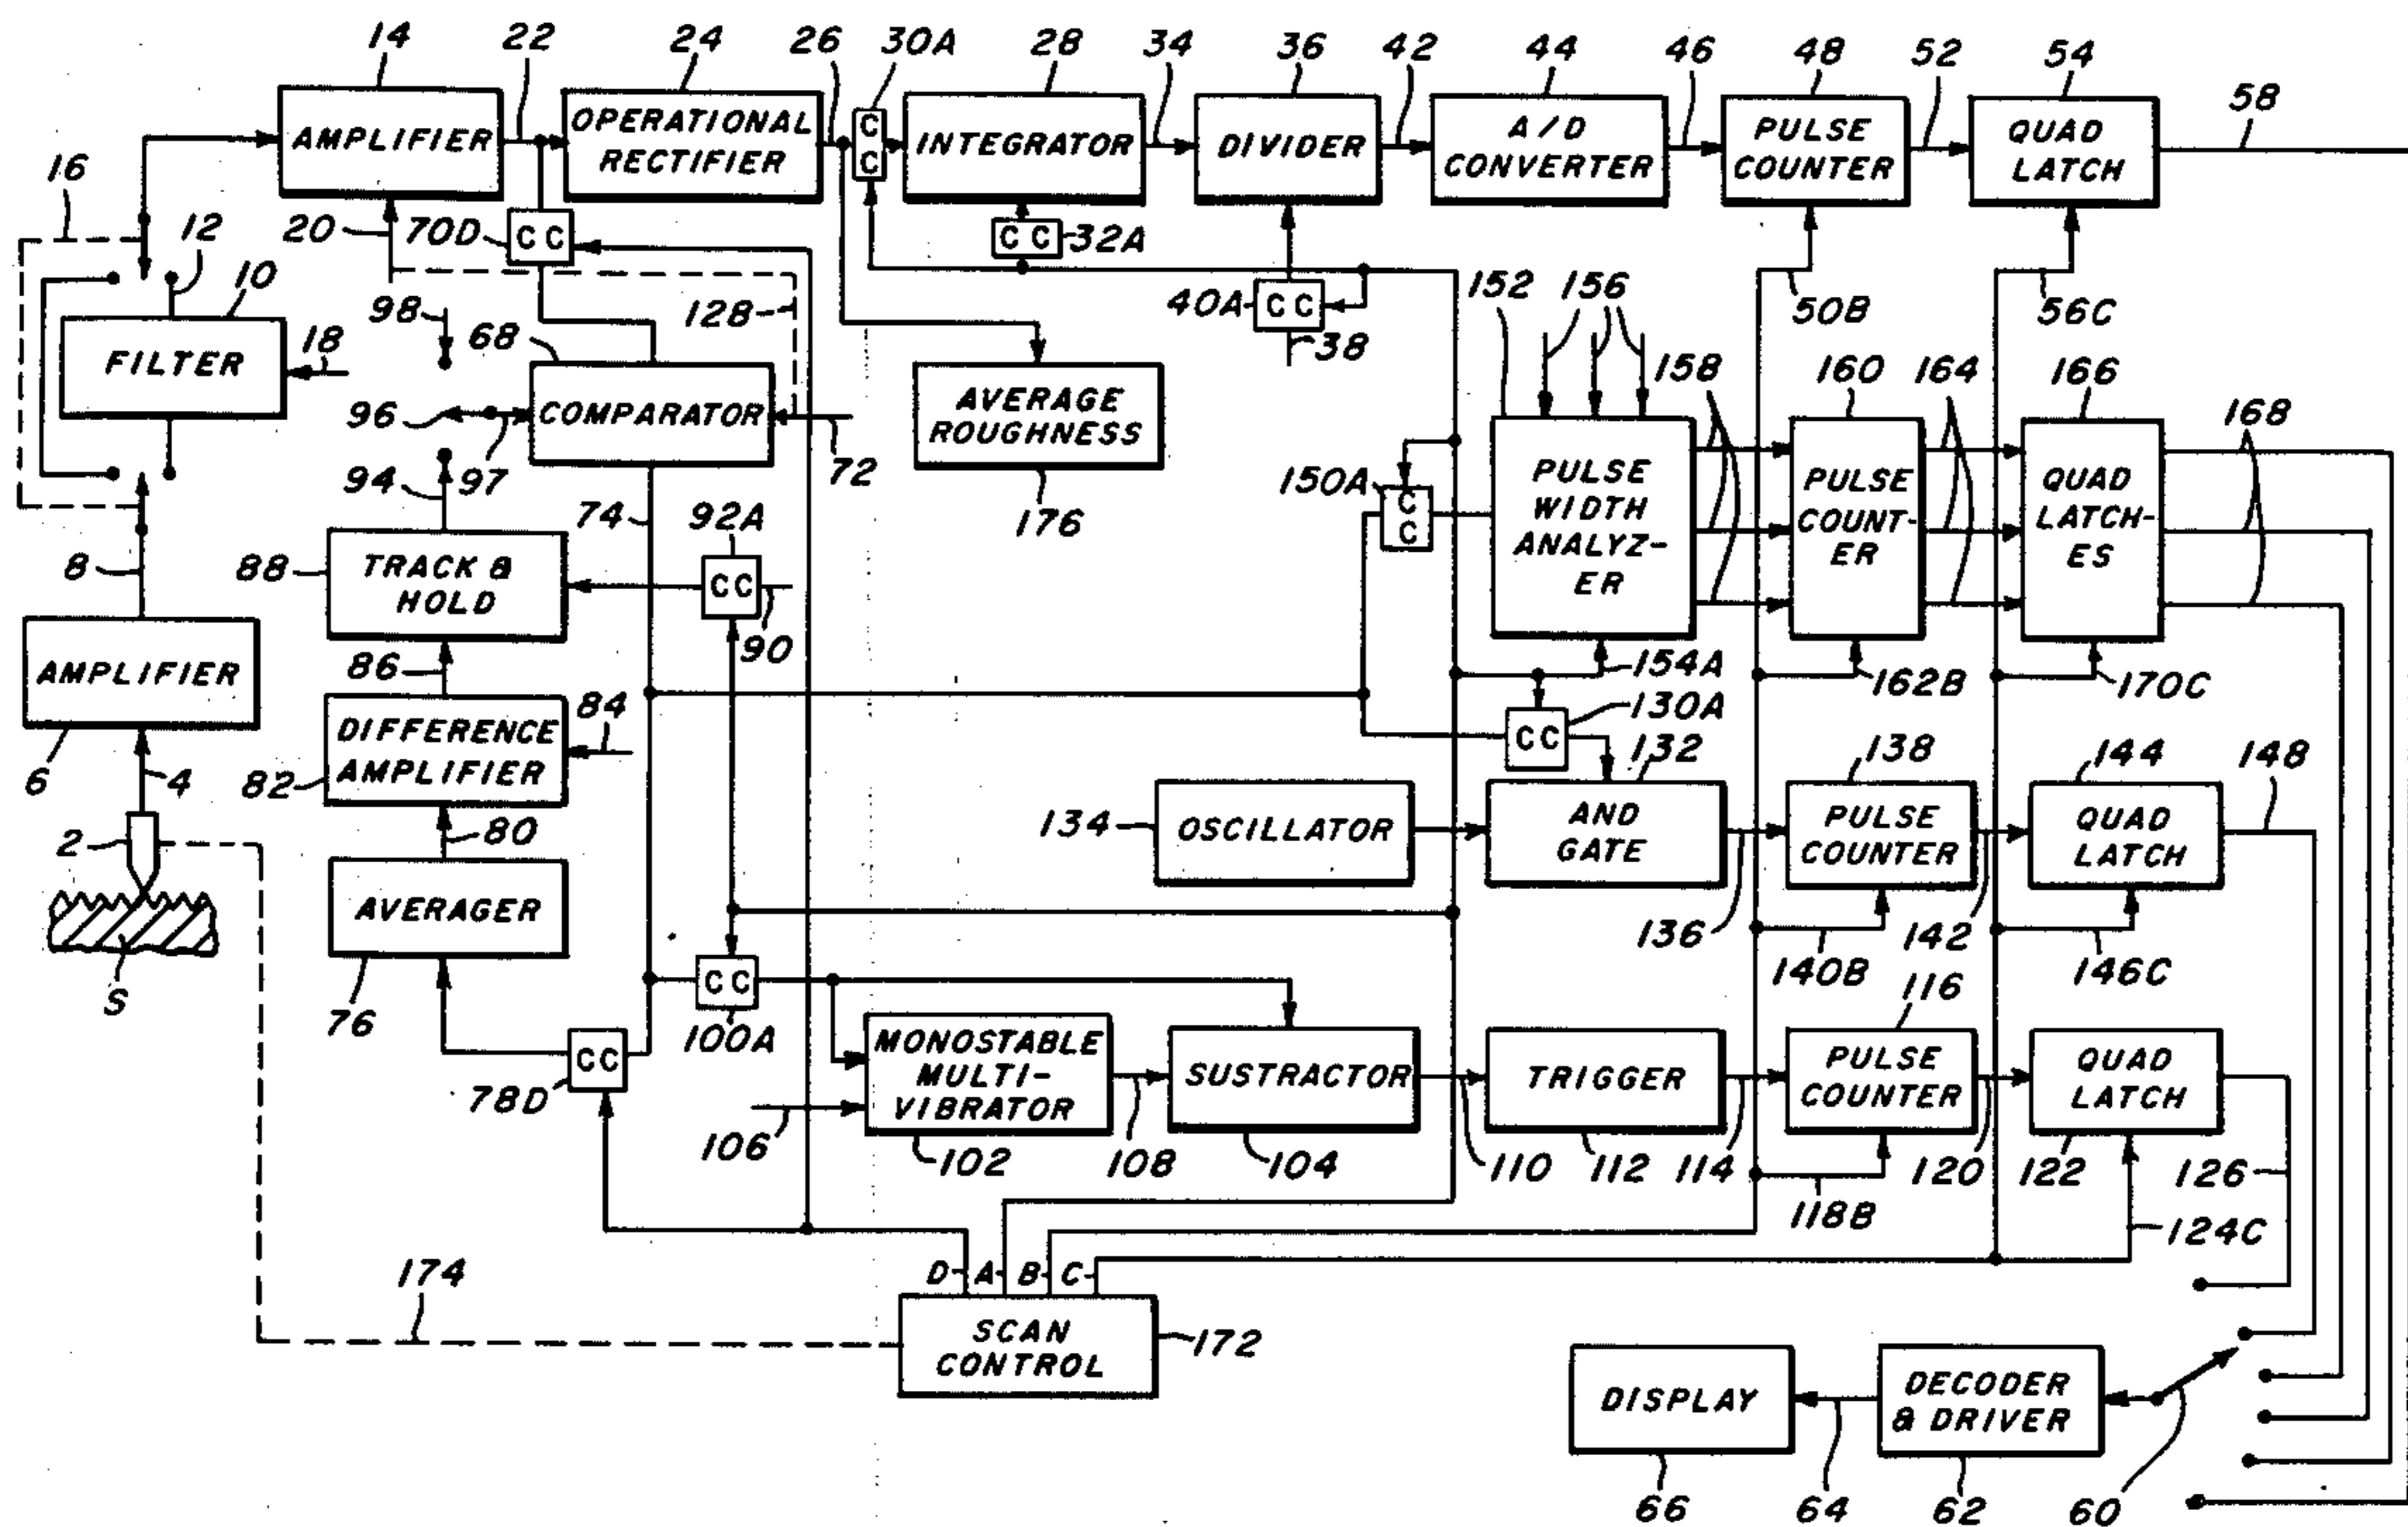 14
22
24
26
30A
28
34
36
42
44
46
48
52
54
58
AMPLIFIER
OPERATIONAL
RECTIFIER
C
C
INTEGRATOR
DIVIDER
A/D
CONVERTER
PULSE
COUNTER
QUAD
LATCH
16
12
10
20
70D
CC
CC
32A
98
128
40A
CC
38
152
156
50B
56C
FILTER
18
68
96
COMPARATOR
72
AVERAGE
ROUGHNESS
176
158
160
164
166
168
94
97
74
92A
150A
C
C
PULSE
WIDTH
ANALYZ-
ER
PULSE
COUNT-
ER
QUAD
LATCH-
ES
8
88
TRACK &
HOLD
CC
90
AMPLIFIER
6
86
154A
162B
170C
130A
CC
DIFFERENCE
AMPLIFIER
84
82
4
132
138
144
148
2
80
134
OSCILLATOR
AND
GATE
PULSE
COUNTER
QUAD
LATCH
AVERAGER
76
S
136
142
140B
146C
CC
100A
116
78D
CC
MONOSTABLE
MULTI-
VIBRATOR
SUSTRACTOR
TRIGGER
PULSE
COUNTER
QUAD
LATCH
106
102
108
104
110
112
114
120
122
126
118B
124C
174
D
A
B
C
SCAN
CONTROL
172
DISPLAY
DECODER
& DRIVER
66
64
62
60